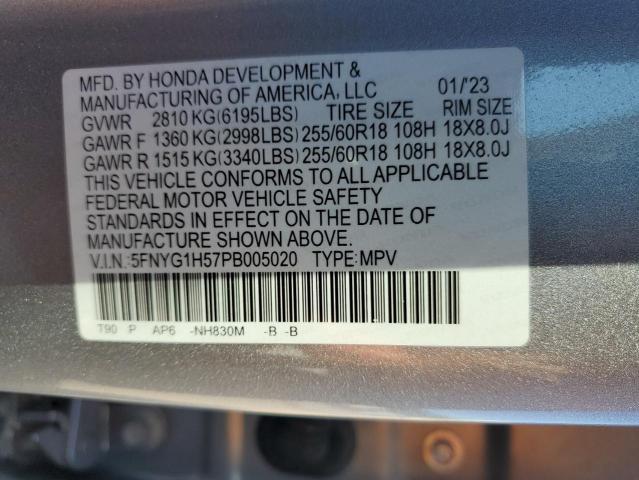 MFD. BY HONDA DEVELOPMENT &
MANUFACTURING OF AMERICA, LLC 01/'23
GVWR 2810 KG(6195LBS) TIRE SIZE RIM SIZE
GAWR F 1360 KG(2998LBS) 255/60R18 108H 18X8.0J
GAWR R 1515 KG(3340LBS) 255/60R18 108H 18X8.0J
THIS VEHICLE CONFORMS TO ALL APPLICABLE
FEDERAL MOTOR VEHICLE SAFETY
STANDARDS IN EFFECT ON THE DATE OF
MANUFACTURE SHOWN ABOVE.
V.I.N.:5FNYG1H57PB005020 TYPE:MPV
T90 P AP6 -NH830M -B -B